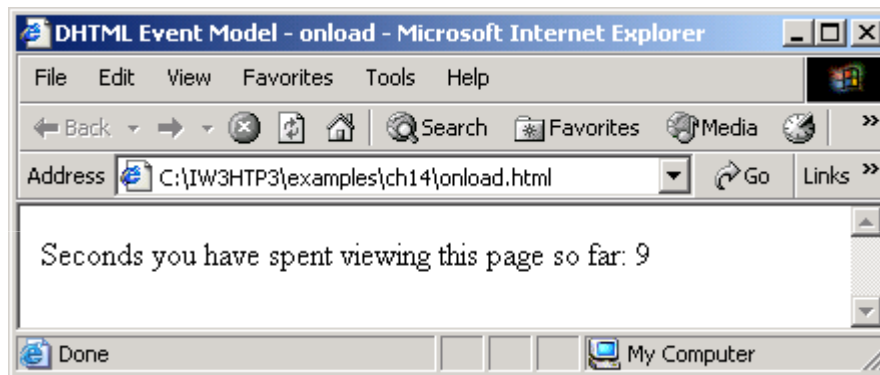 DHTML Event Model - onload - Microsoft Internet Explorer
File Edit View Favorites Tools Help
Back Search Favorites Media »
Address C:\IW3HTP3\examples\ch14\onload.html Go Links »
Seconds you have spent viewing this page so far: 9
Done My Computer